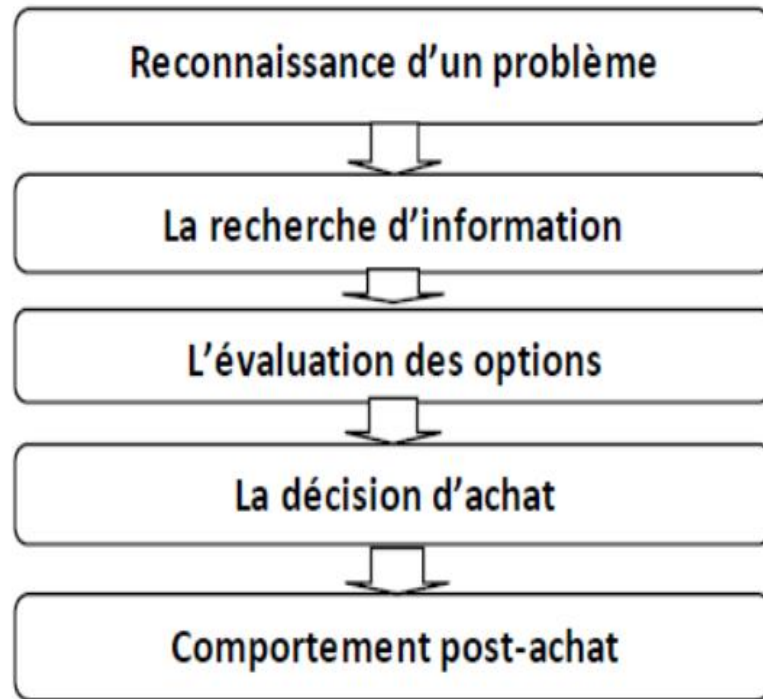 Reconnaissance d’un problème
La recherche d’information
L’évaluation des options
La décision d’achat
Comportement post-achat